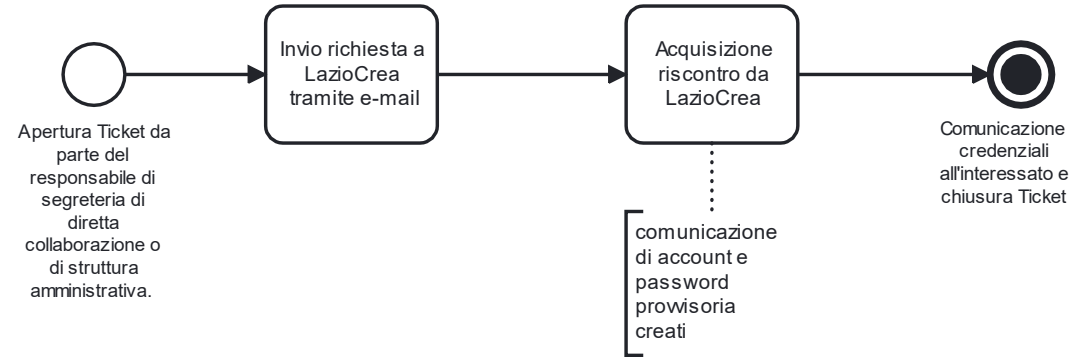 Invio richiesta a
LazioCrea
tramite e-mail
Acquisizione
riscontro da
LazioCrea
Apertura Ticket da
parte del
responsabile di
segreteria di
diretta
collaborazione o
di struttura
amministrativa.
Comunicazione
credenziali
all'interessato e
chiusura Ticket
comunicazione
di account e
password
provvisoria
creati